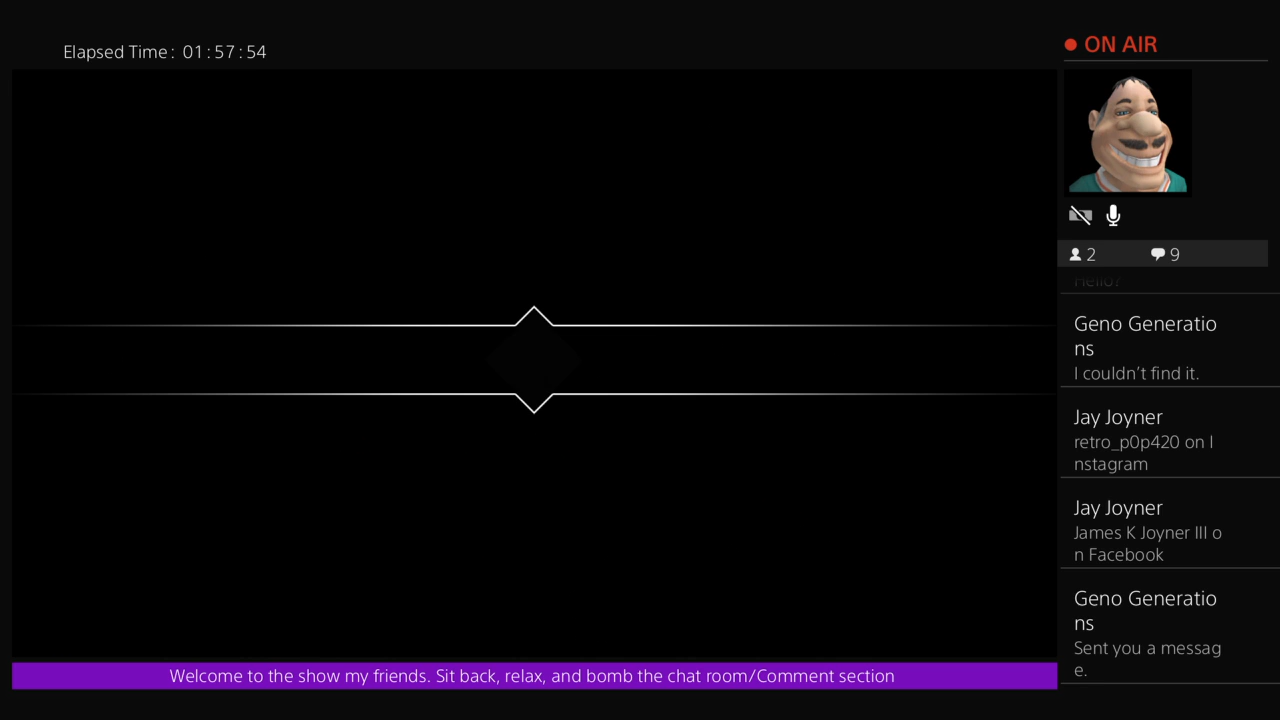 Elapsed Time: 01:57:54
ON AIR
2
9
Hello?
Geno Generatio
ns
I couldn't find it.
Jay Joyner
retro_p0p420 on I
nstagram
Jay Joyner
James K Joyner III o
n Facebook
Geno Generatio
ns
Sent you a messag
e.
Welcome to the show my friends. Sit back, relax, and bomb the chat room/Comment section